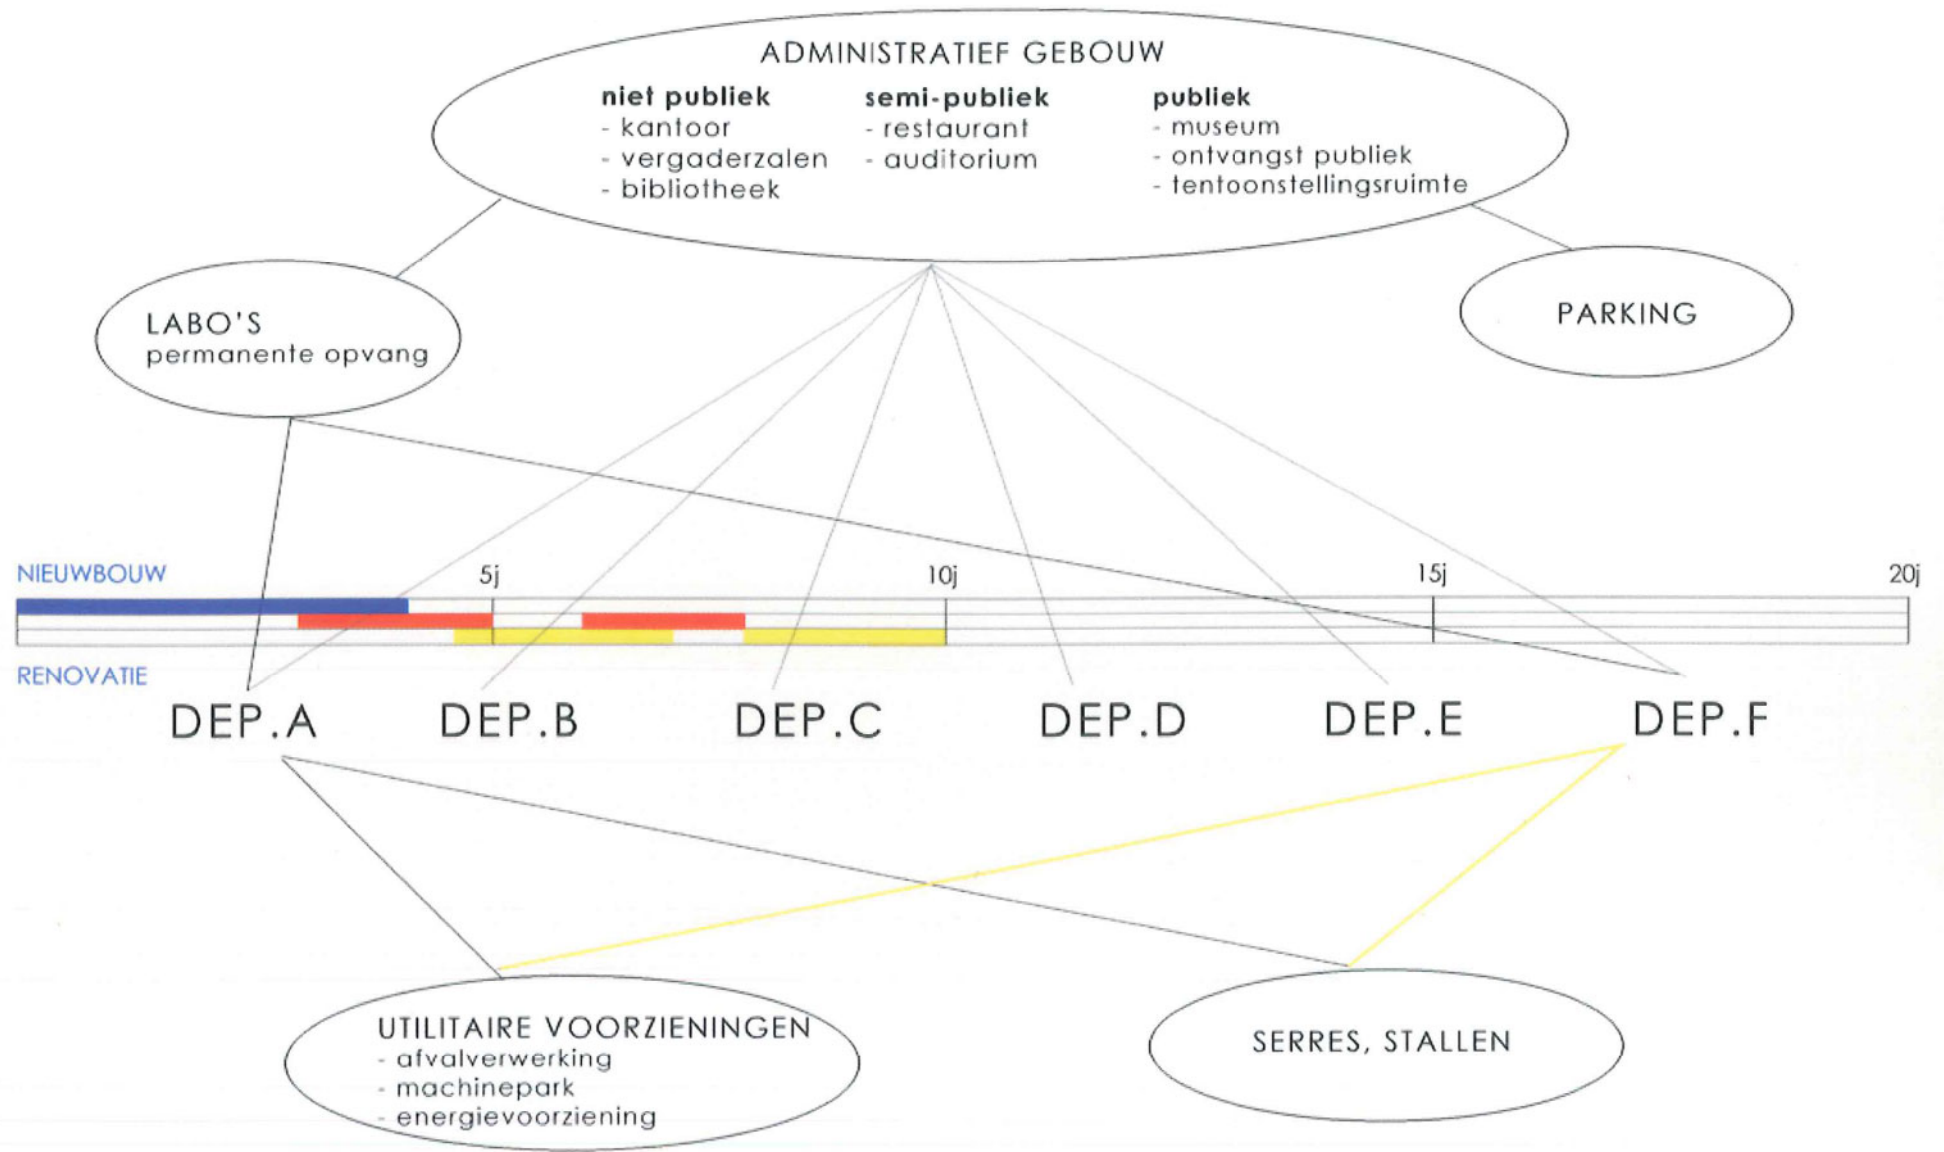 ADMINISTRATIEF GEBOUW
niet publiek
- kantoor
- vergaderzalen
- bibliotheek
semi-publiek
- restaurant
- auditorium
publiek
- museum
- ontvangst publiek
- tentoonstellingsruimte
LABO'S
permanente opvang
PARKING
NIEUWBOUW
5j
10j
15j
20j
RENOVATIE
DEP.A
DEP.B
DEP.C
DEP.D
DEP.E
DEP.F
UTILITAIRE VOORZIENINGEN
- afvalverwerking
- machinepark
- energievoorziening
SERRES, STALLEN